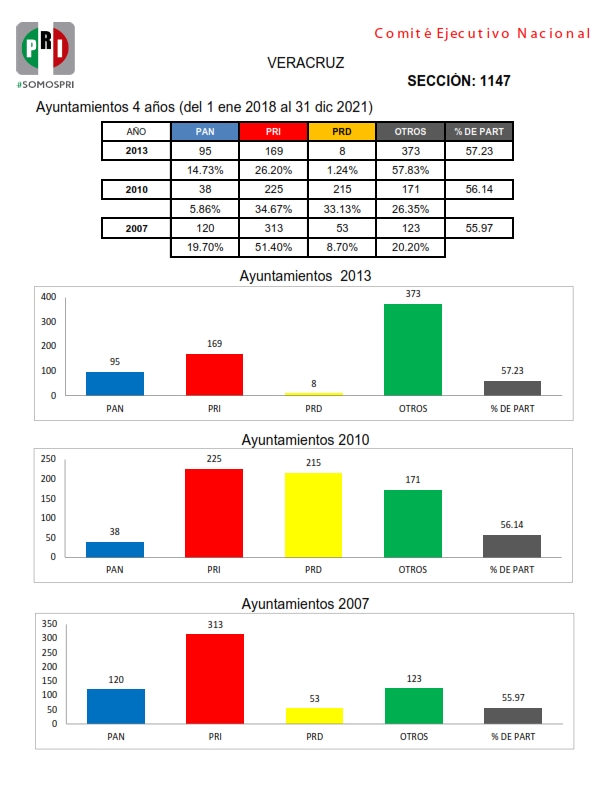 Comité Ejecutivo Nacional
PRI
#SOMOSPRI
VERACRUZ
SECCIÓN: 1147
Ayuntamientos 4 años (del 1 ene 2018 al 31 dic 2021)
AÑO PAN PRI PRD OTROS % DE PART
2013 95 169 8 373 57.23
14.73% 26.20% 1.24% 57.83%
2010 38 225 215 171 56.14
5.86% 34.67% 33.13% 26.35%
2007 120 313 53 123 55.97
19.70% 51.40% 8.70% 20.20%
Ayuntamientos 2013
400
300
200
100
0
95 169 8 373 57.23
PAN PRI PRD OTROS % DE PART
Ayuntamientos 2010
250
200
150
100
50
0
38 225 215 171 56.14
PAN PRI PRD OTROS % DE PART
Ayuntamientos 2007
350
300
250
200
150
100
50
0
120 313 53 123 55.97
PAN PRI PRD OTROS % DE PART